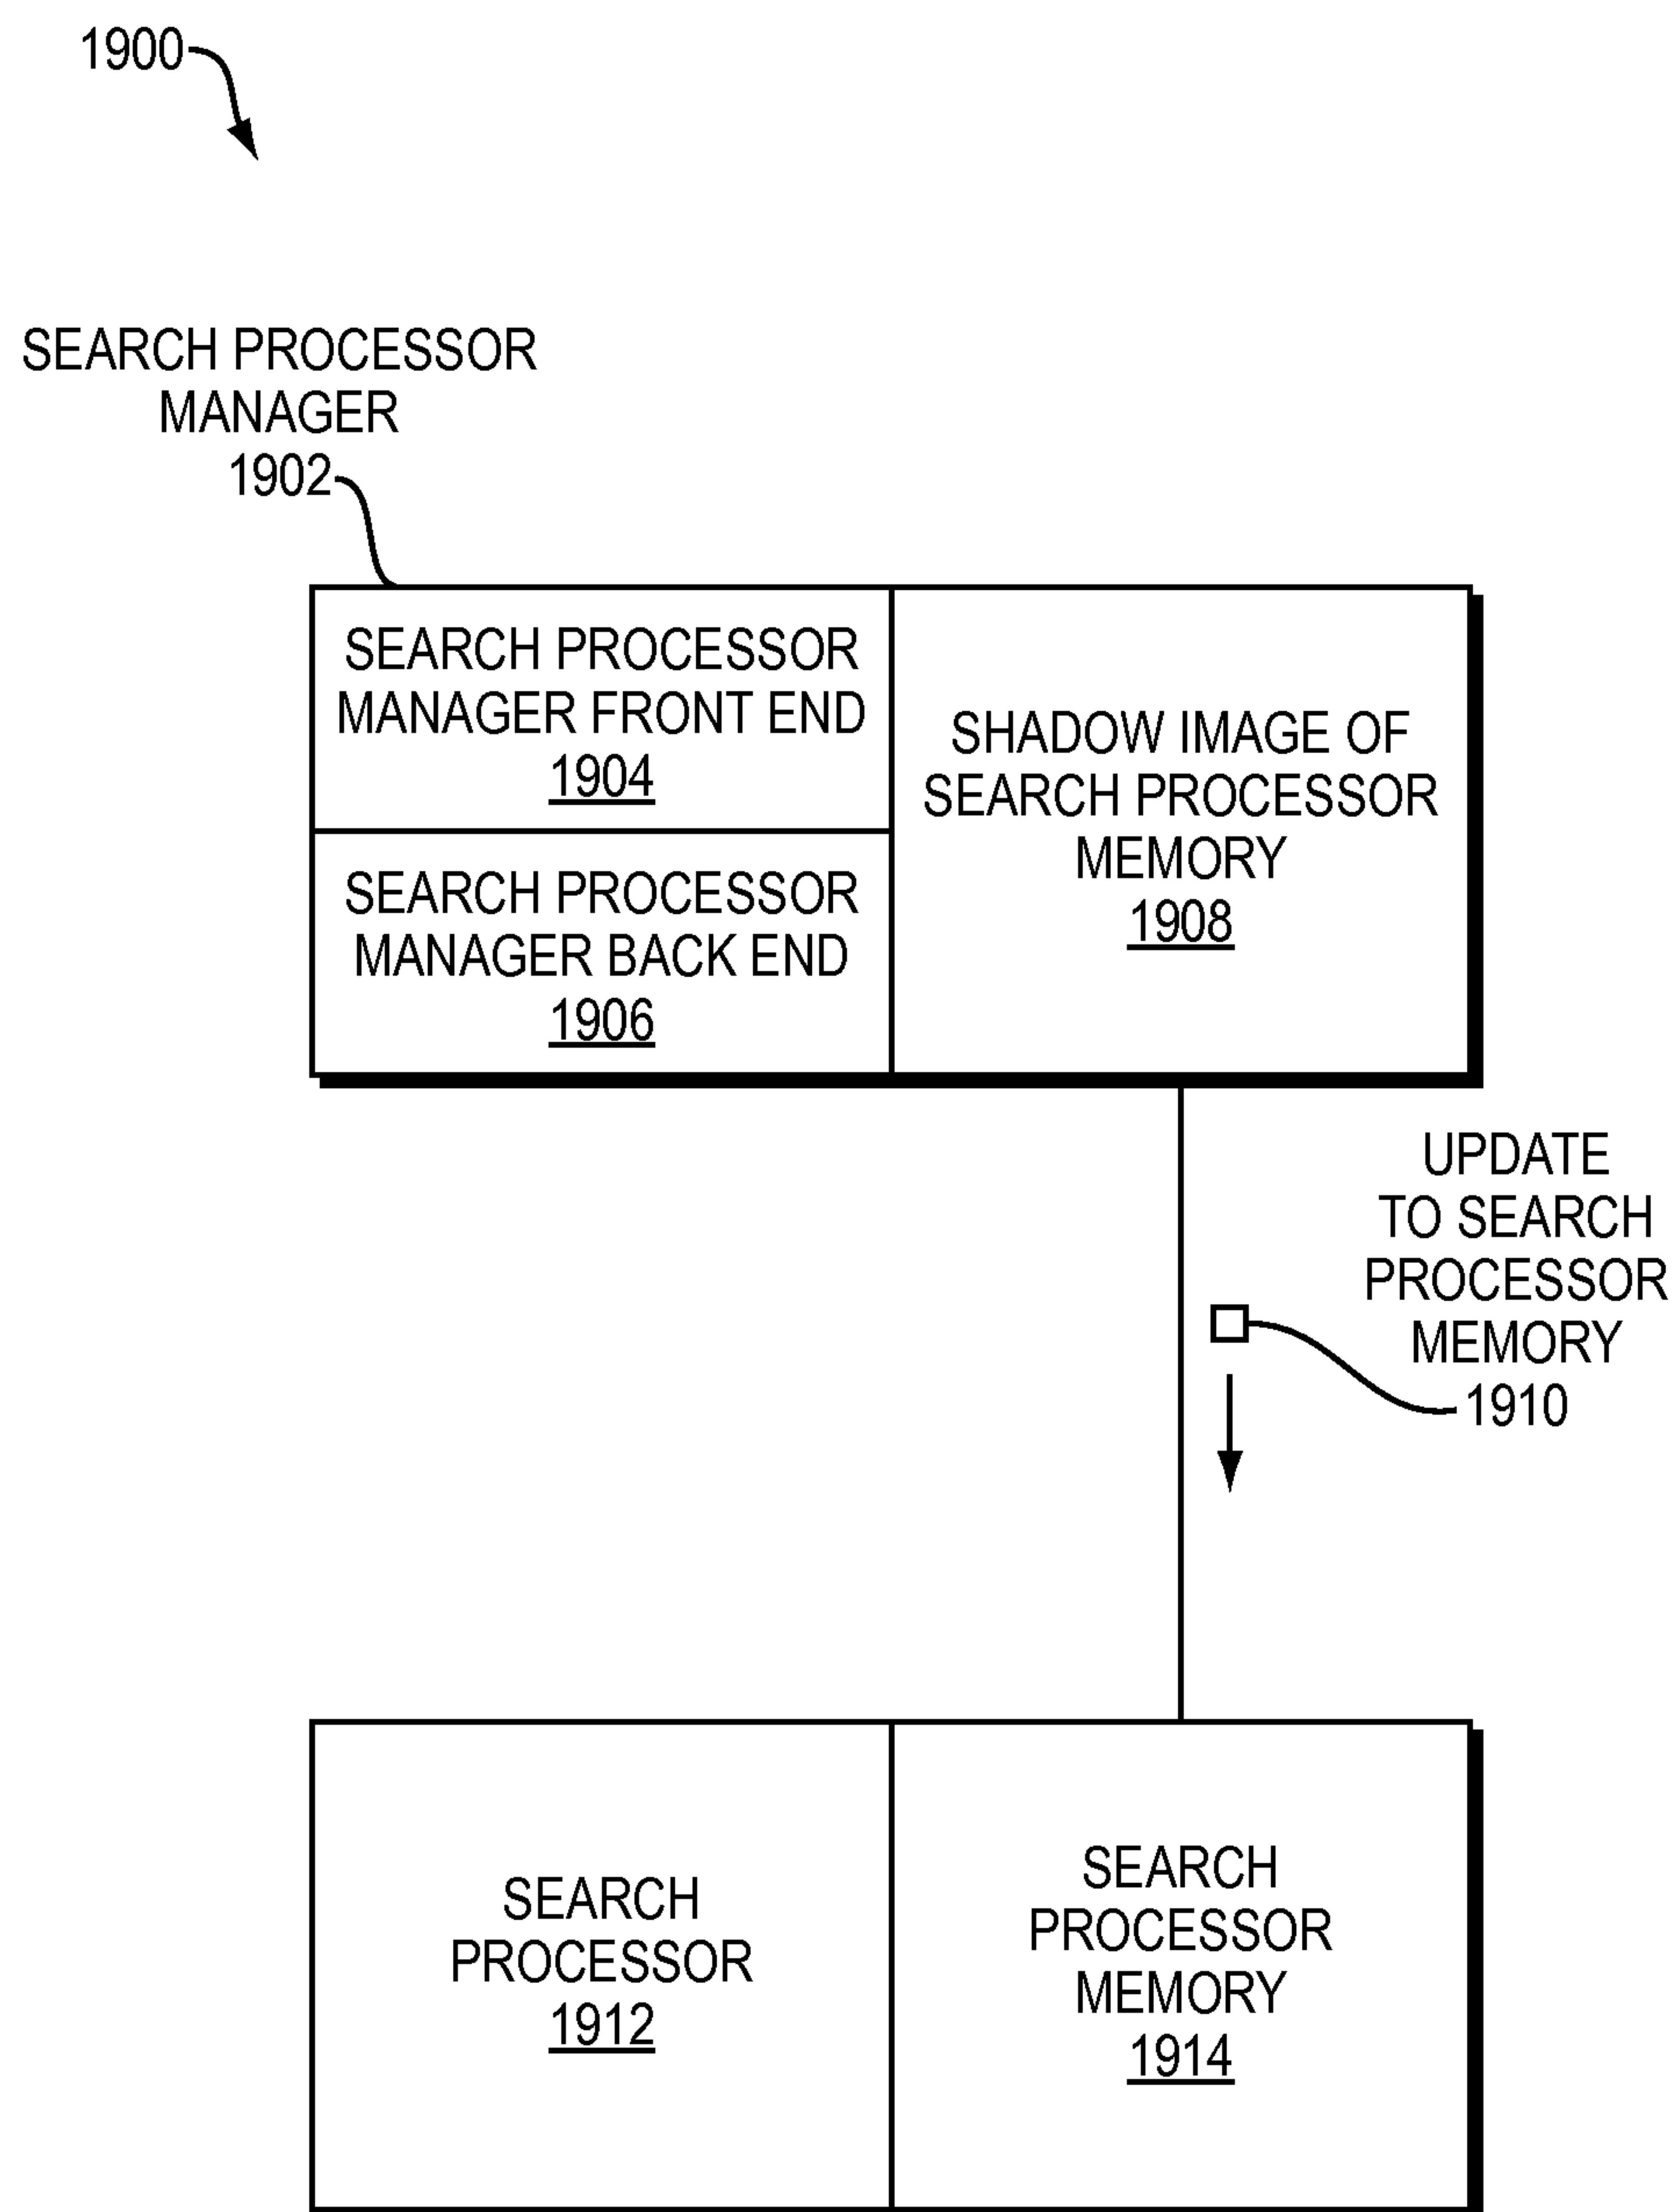 1900
SEARCH PROCESSOR
MANAGER
1902
SEARCH PROCESSOR
MANAGER FRONT END
1904
SEARCH PROCESSOR
MANAGER BACK END
1906
SHADOW IMAGE OF
SEARCH PROCESSOR
MEMORY
1908
UPDATE
TO SEARCH
PROCESSOR
MEMORY
1910
SEARCH
PROCESSOR
1912
SEARCH
PROCESSOR
MEMORY
1914